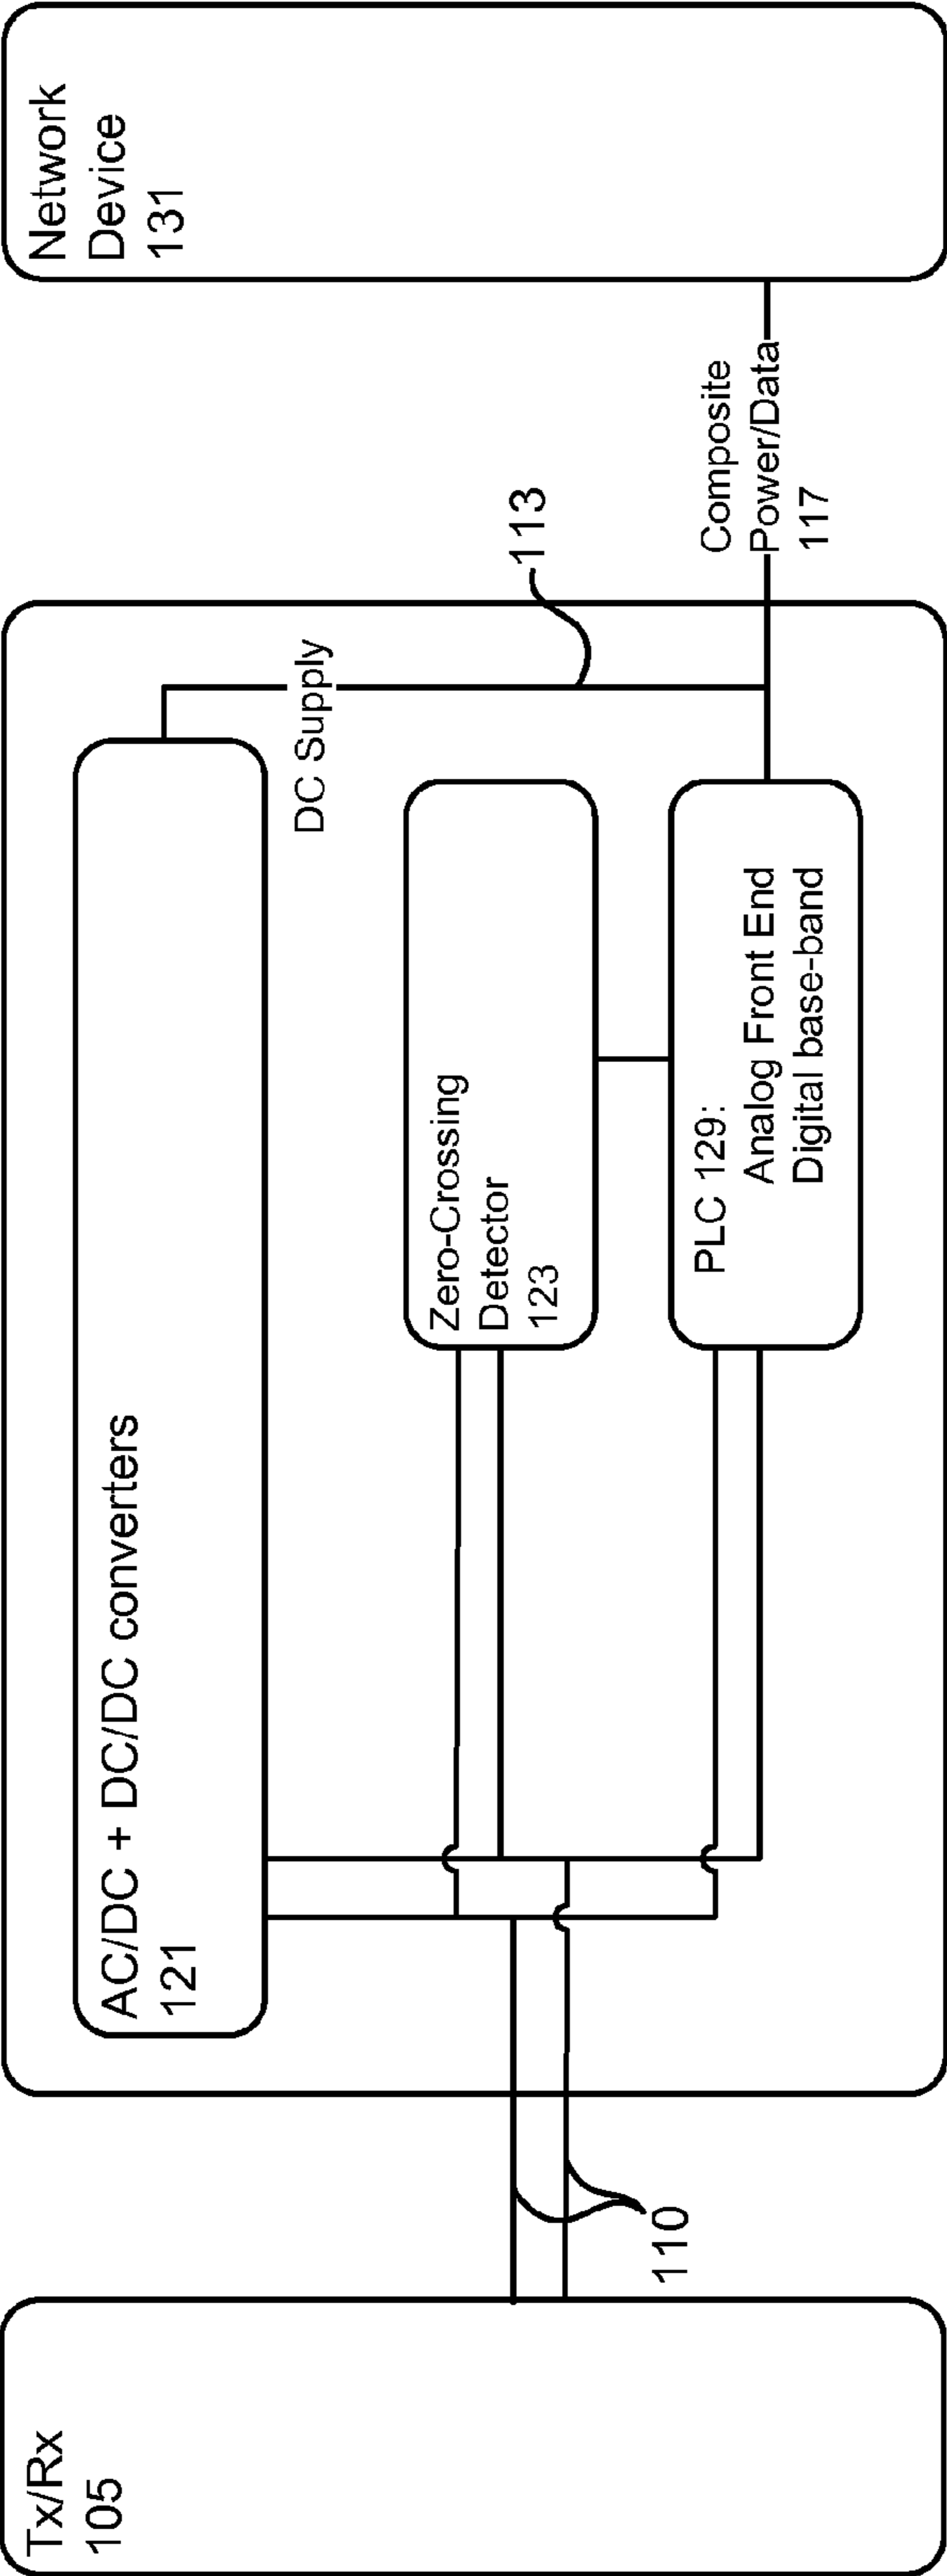 Tx/Rx
105
110
AC/DC + DC/DC converters
121
Zero-Crossing
Detector
123
PLC 129:
Analog Front End
Digital base-band
DC Supply
113
Composite
Power/Data
117
Network
Device
131